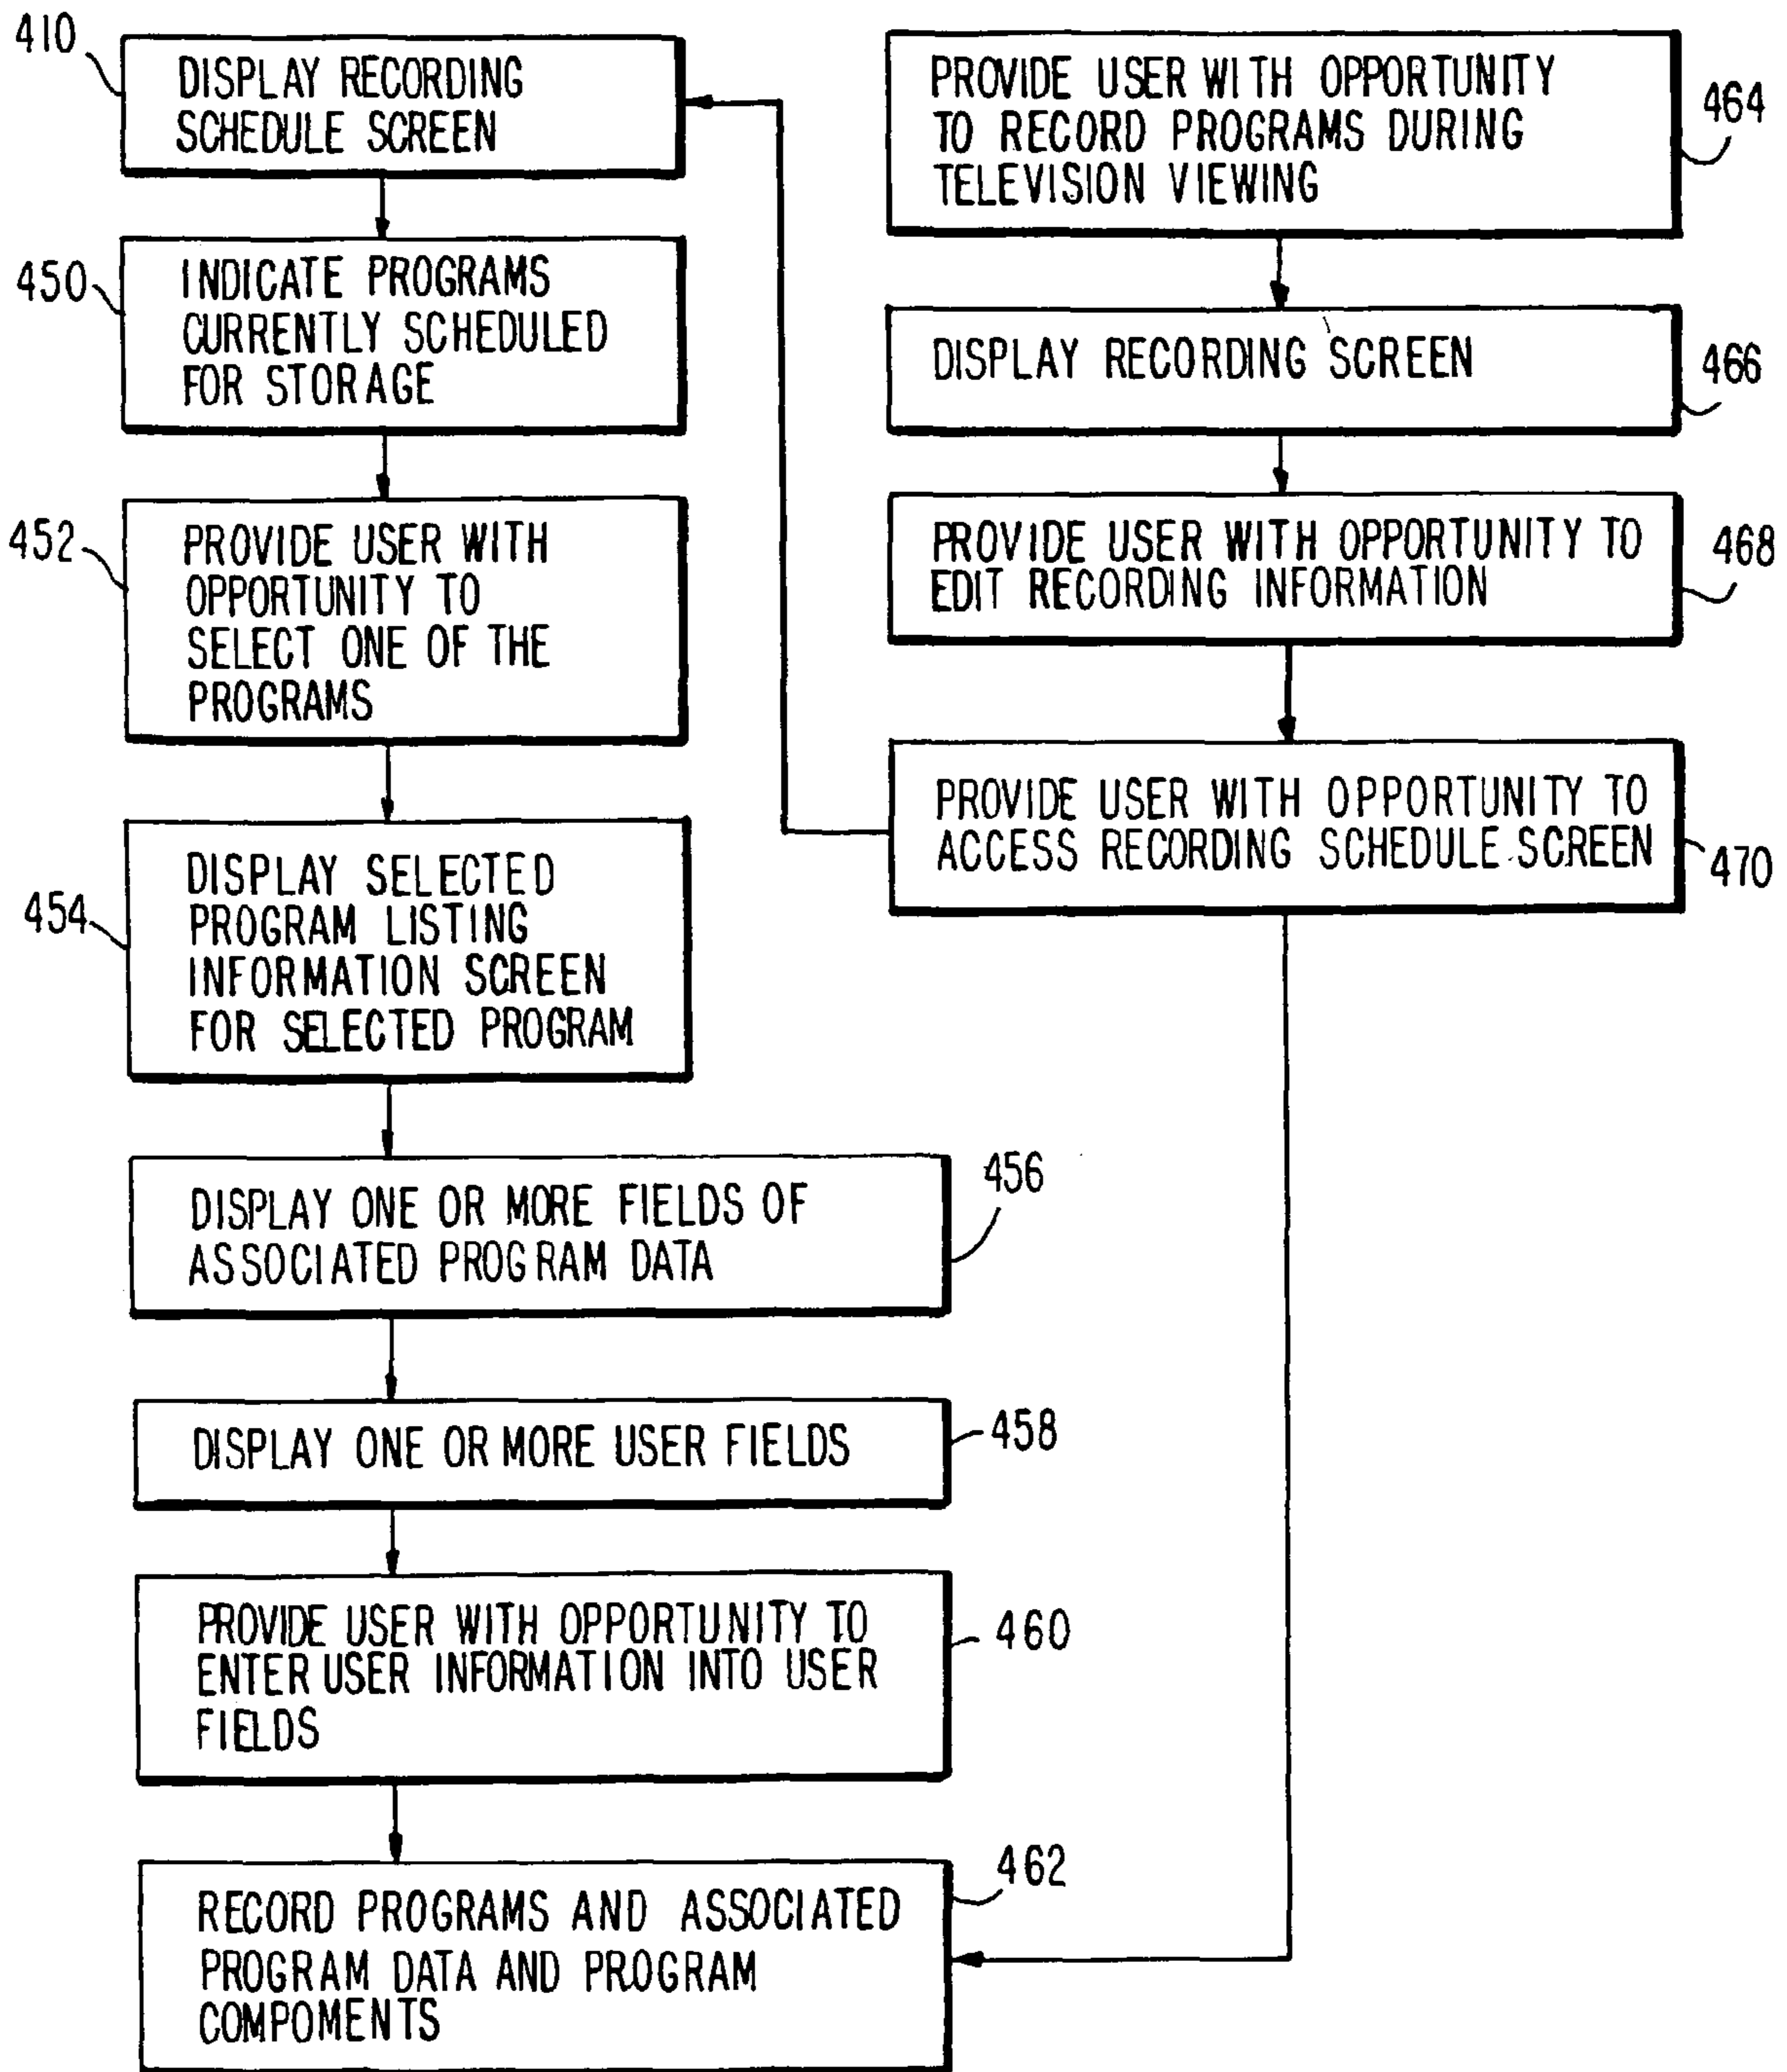 410
DISPLAY RECORDING
SCHEDULE SCREEN
450
INDICATE PROGRAMS
CURRENTLY SCHEDULED
FOR STORAGE
452
PROVIDE USER WITH
OPPORTUNITY TO
SELECT ONE OF THE
PROGRAMS
454
DISPLAY SELECTED
PROGRAM LISTING
INFORMATION SCREEN
FOR SELECTED PROGRAM
456
DISPLAY ONE OR MORE FIELDS OF
ASSOCIATED PROGRAM DATA
458
DISPLAY ONE OR MORE USER FIELDS
460
PROVIDE USER WITH OPPORTUNITY TO
ENTER USER INFORMATION INTO USER
FIELDS
462
RECORD PROGRAMS AND ASSOCIATED
PROGRAM DATA AND PROGRAM
COMPOMENTS
464
PROVIDE USER WITH OPPORTUNITY
TO RECORD PROGRAMS DURING
TELEVISION VIEWING
466
DISPLAY RECORDING SCREEN
468
PROVIDE USER WITH OPPORTUNITY TO
EDIT RECORDING INFORMATION
470
PROVIDE USER WITH OPPORTUNITY TO
ACCESS RECORDING SCHEDULE SCREEN